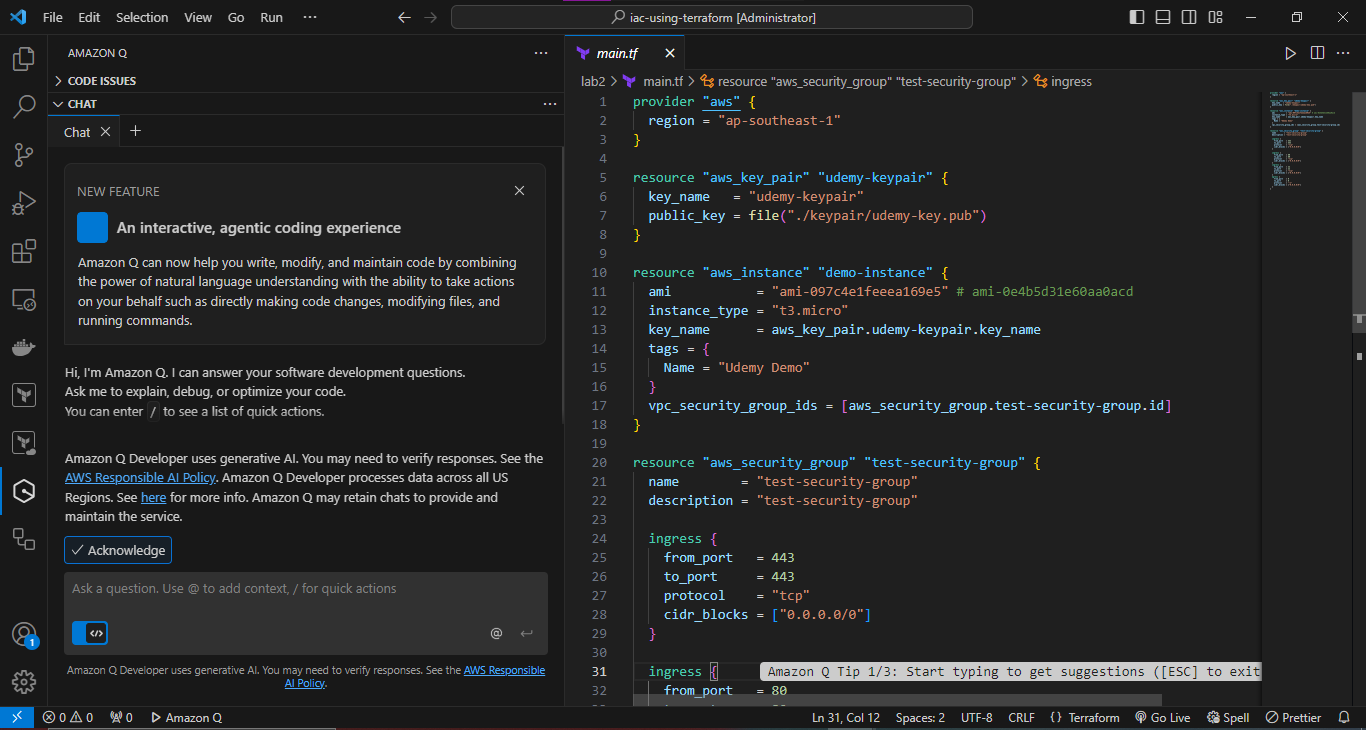 File Edit Selection View Go Run ···
iac-using-terraform [Administrator]
AMAZON Q
CODE ISSUES
CHAT
Chat
NEW FEATURE
An interactive, agentic coding experience
Amazon Q can now help you write, modify, and maintain code by combining
the power of natural language understanding with the ability to take actions
on your behalf such as directly making code changes, modifying files, and
running commands.
Hi, I'm Amazon Q. I can answer your software development questions.
Ask me to explain, debug, or optimize your code.
You can enter / to see a list of quick actions.
Amazon Q Developer uses generative AI. You may need to verify responses. See the
AWS Responsible AI Policy. Amazon Q Developer processes data across all US
Regions. See here for more info. Amazon Q may retain chats to provide and
maintain the service.
Acknowledge
Ask a question. Use @ to add context, / for quick actions
@
Amazon Q Developer uses generative AI. You may need to verify responses. See the AWS Responsible
AI Policy.
1
main.tf
lab2 > main.tf > resource "aws_security_group" "test-security-group" > ingress
1 provider "aws" {
2 region = "ap-southeast-1"
3 }
4
5 resource "aws_key_pair" "udemy-keypair" {
6 key_name = "udemy-keypair"
7 public_key = file("./keypair/udemy-key.pub")
8 }
9
10 resource "aws_instance" "demo-instance" {
11 ami = "ami-097c4e1feeea169e5" # ami-0e4b5d31e60aa0acd
12 instance_type = "t3.micro"
13 key_name = aws_key_pair.udemy-keypair.key_name
14 tags = {
15 Name = "Udemy Demo"
16 }
17 vpc_security_group_ids = [aws_security_group.test-security-group.id]
18 }
19
20 resource "aws_security_group" "test-security-group" {
21 name = "test-security-group"
22 description = "test-security-group"
23
24 ingress {
25 from_port = 443
26 to_port = 443
27 protocol = "tcp"
28 cidr_blocks = ["0.0.0.0/0"]
29 }
30
31 ingress { Amazon Q Tip 1/3: Start typing to get suggestions ([ESC] to exit
32 from_port = 80
0 0 0 Amazon Q Ln 31, Col 12 Spaces: 2 UTF-8 CRLF {} Terraform Go Live Spell Prettier